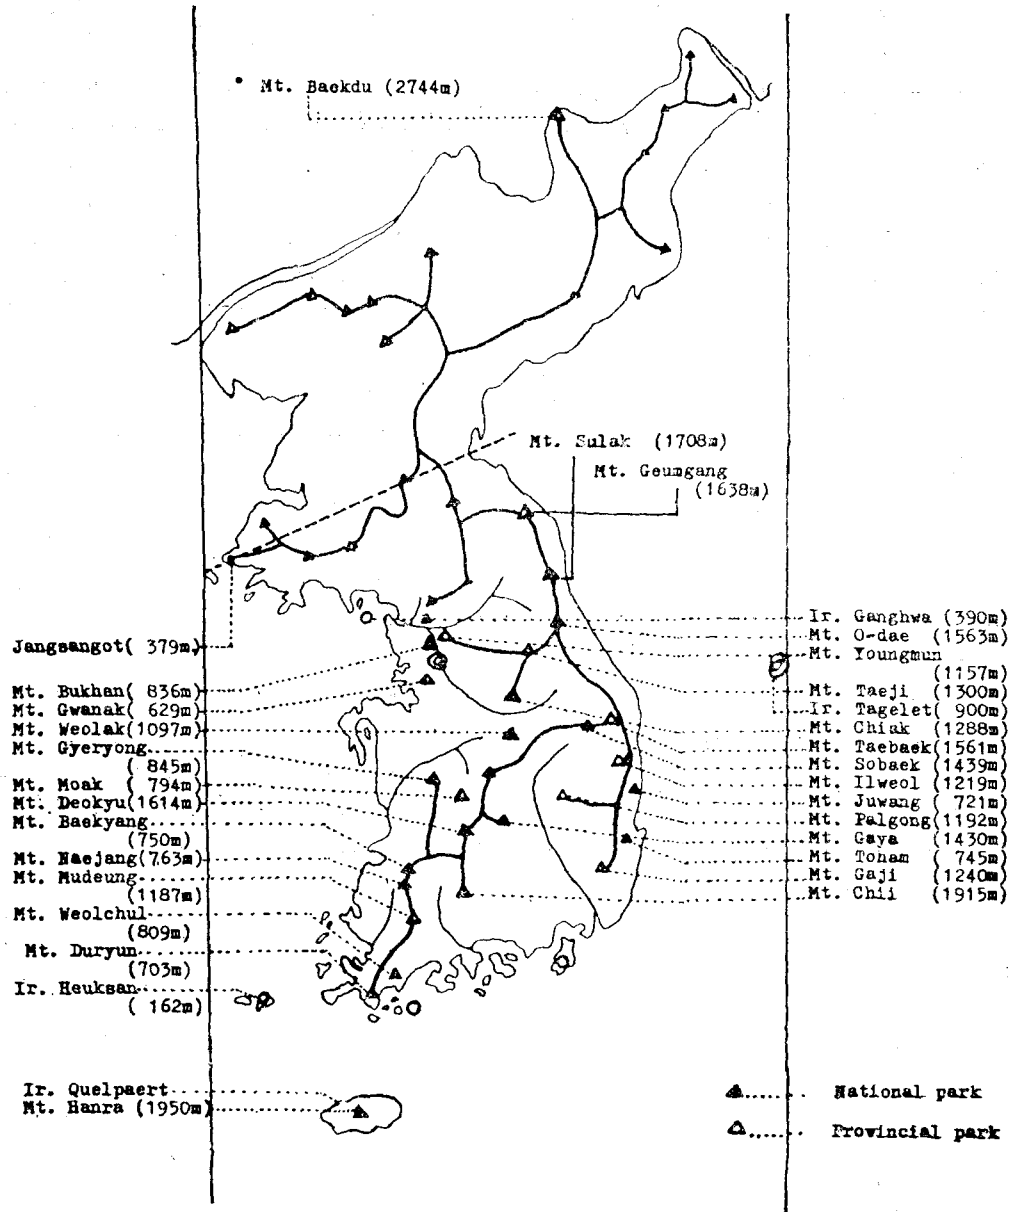 Mt. Baekdu (2744m)
Mt. Sulak (1708m)
Mt. Geumgang
(1638m)
Jangsangot( 379m)
Mt. Bukhan( 836m)
Mt. Gwanak( 629m)
Mt. Weolak(1097m)
Mt. Gyeryong
( 845m)
Mt. Moak ( 794m)
Mt. Deokyu(1614m)
Mt. Baekyang
(750m)
Mt. Naejang(763m)
Mt. Mudeung
(1187m)
Mt. Weolchul
(809m)
Mt. Duryun
(703m)
Ir. Heuksan
( 162m)
Ir. Quelpaert
Mt. Hanra (1950m)
Ir. Ganghwa (390m)
Mt. O-dae (1563m)
Mt. Youngmun
(1157m)
Mt. Taeji (1300m)
Ir. Tagelet( 900m)
Mt. Chiak (1288m)
Mt. Taebaek(1561m)
Mt. Sobaek (1439m)
Mt. Ilweol (1219m)
Mt. Juwang ( 721m)
Mt. Palgong(1192m)
Mt. Gaya (1430m)
Mt. Toham ( 745m)
Mt. Gaji (1240m)
Mt. Chii (1915m)
National park
Provincial park